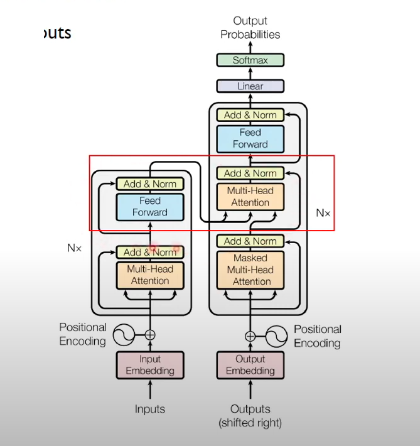 outs
Output
Probabilities
Softmax
Linear
Add & Norm
Feed
Forward
Add & Norm
Multi-Head
Attention
Add & Norm
Feed
Forward
Nx
Nx
Add & Norm
Multi-Head
Attention
Add & Norm
Masked
Multi-Head
Attention
Positional
Encoding
Positional
Encoding
Input
Embedding
Output
Embedding
Inputs
Outputs
(shifted right)